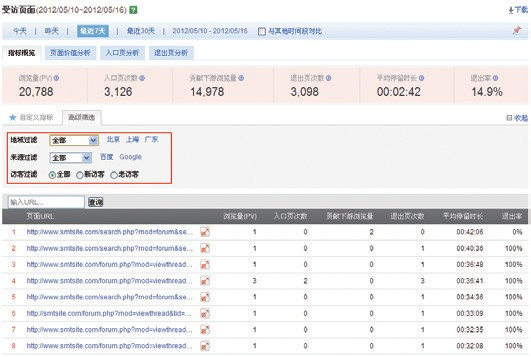 受访页面(2012/05/10~2012/05/16) ? 下载
今天 昨天 最近7天 最近30天 2012/05/10 - 2012/05/16 与其他时间段对比
指标概览 页面价值分析 入口页分析 退出页分析
浏览量(PV) 入口页次数 贡献下游浏览量 退出页次数 平均停留时长 退出率
20,788 3,126 14,978 3,098 00:02:42 14.9%
自定义指标 高级筛选 收起
地域过滤 全部 北京 上海 广东
来源过滤 全部 百度 Google
访客过滤 全部 新访客 老访客
输入URL... 查询
页面URL 浏览量(PV) 入口页次数 贡献下游浏览量 退出页次数 平均停留时长 退出率
1 http://www.smtsite.com/search.php?mod=forum&se... 1 0 2 0 00:42:06 0%
2 http://www.smtsite.com/search.php?mod=forum&se... 1 0 0 1 00:40:36 100%
3 http://www.smtsite.com/forum.php?mod=viewthread... 1 0 0 1 00:36:48 100%
4 http://www.smtsite.com/forum.php?mod=viewthread... 3 2 0 3 00:36:41 100%
5 http://www.smtsite.com/search.php?mod=forum&se... 1 0 0 1 00:34:36 100%
6 http://smtsite.com/forum.php?mod=viewthread&tid=... 1 0 0 1 00:33:09 100%
7 http://www.smtsite.com/forum.php?mod=viewthread... 1 0 0 1 00:32:35 100%
8 http://www.smtsite.com/forum.php?mod=viewthread... 1 0 0 1 00:32:08 100%